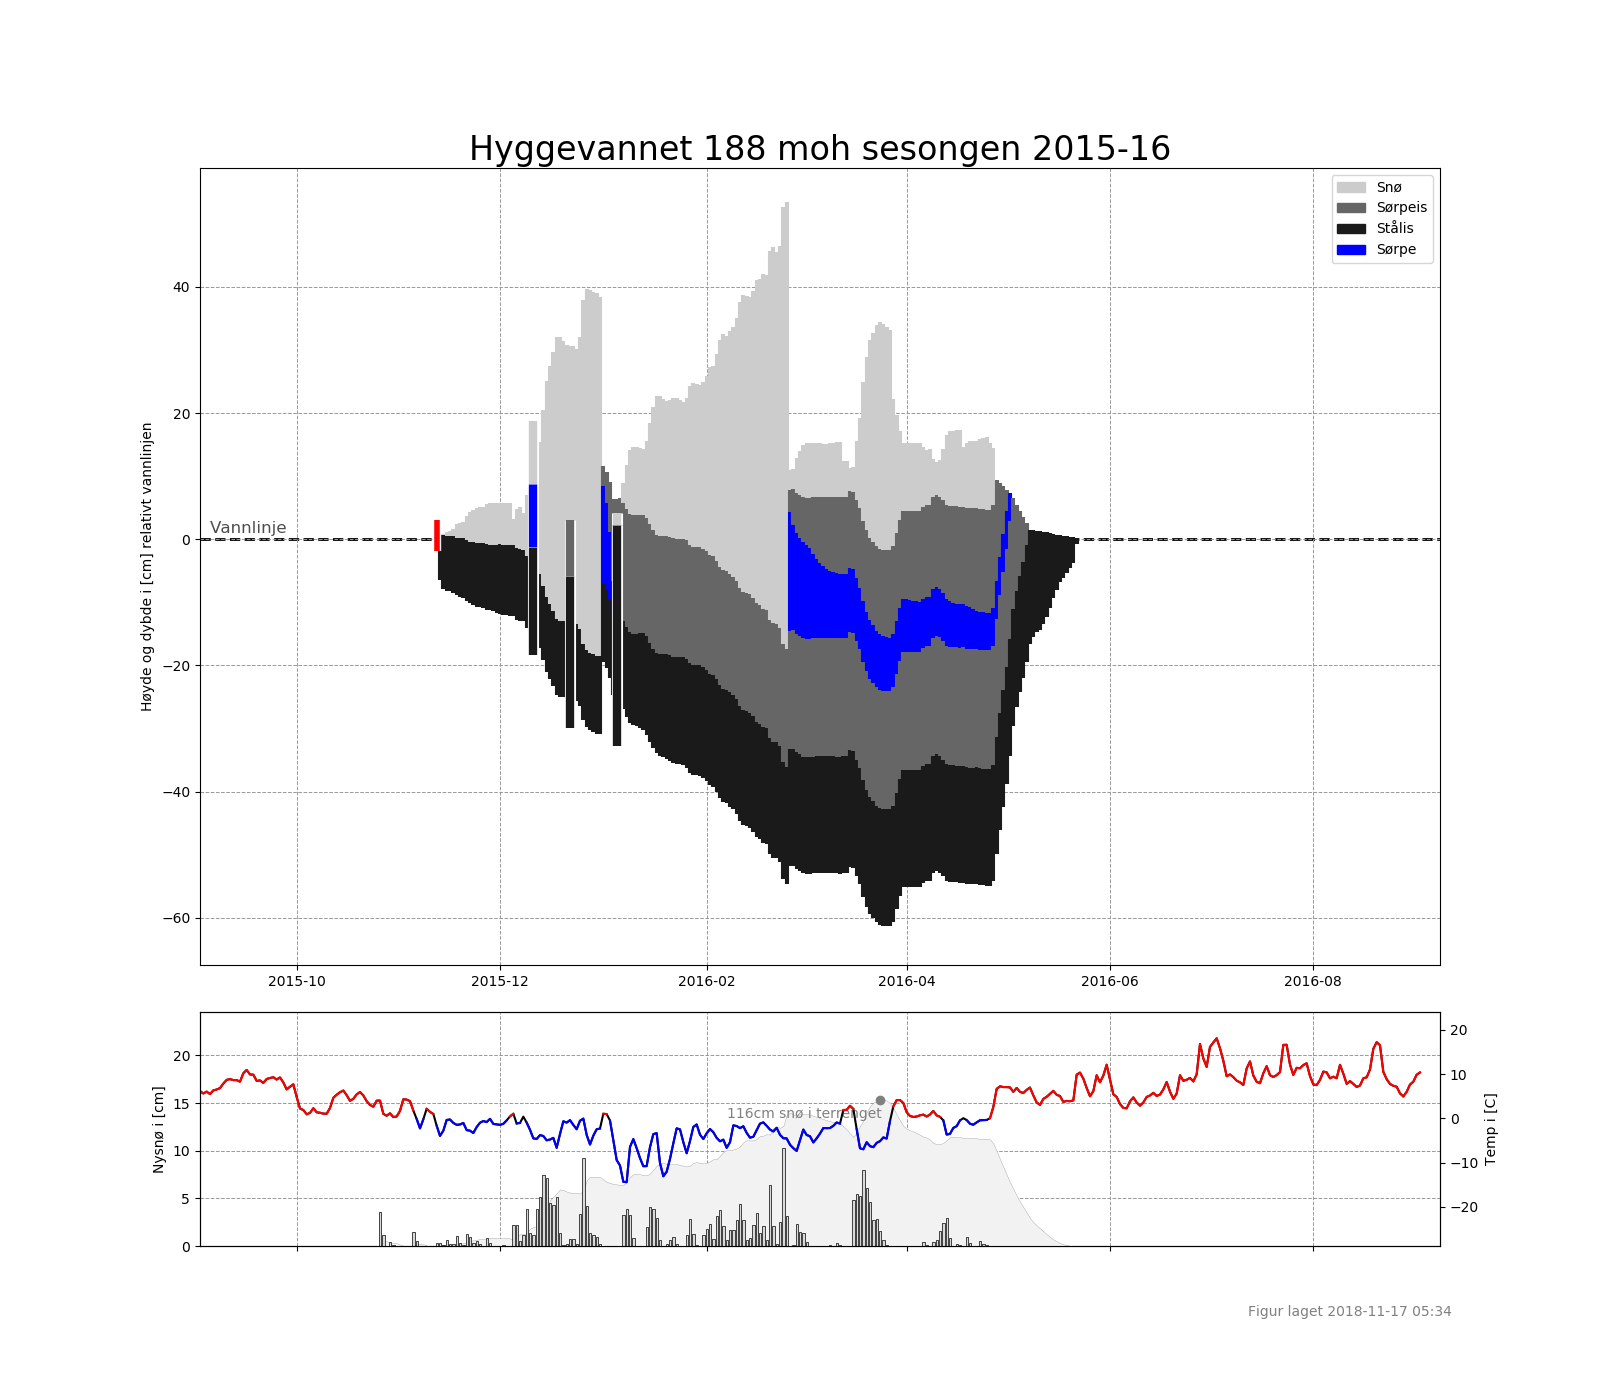 Hyggevannet 188 moh sesongen 2015-16
Snø
Sørpeis
Stålis
Sørpe
Høyde og dybde i [cm] relativt vannlinjen
40
20
0
−20
−40
−60
Vannlinje
2015-10
2015-12
2016-02
2016-04
2016-06
2016-08
Nysnø i [cm]
20
15
10
5
0
116cm snø i terrenget
20
10
0
−10
−20
Temp i [C]
Figur laget 2018-11-17 05:34